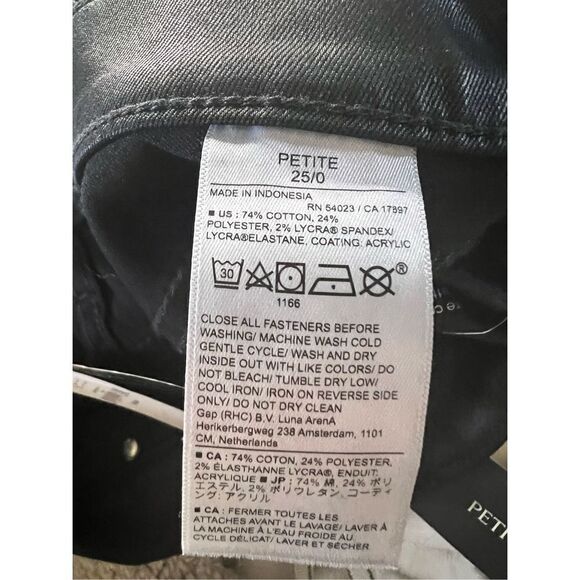 PETITE
25/0
MADE IN INDONESIA
RN 54023 / CA 17897
■ US : 74% COTTON, 24%
POLYESTER, 2% LYCRA® SPANDEX/
LYCRA®ELASTANE, COATING: ACRYLIC
30
®
1166
CLOSE ALL FASTENERS BEFORE
WASHING/ MACHINE WASH COLD
GENTLE CYCLE/ WASH AND DRY
INSIDE OUT WITH LIKE COLORS/ DO
NOT BLEACH/ TUMBLE DRY LOW/
COOL IRON/ IRON ON REVERSE SIDE
ONLY/ DO NOT DRY CLEAN
Gap (RHC) B.V. Luna ArenA
Herikerbergweg 238 Amsterdam, 1101
CM, Netherlands
■ CA : 74% COTON, 24% POLYESTER,
2% ÉLASTHANNE LYCRA®, ENDUIT:
ACRYLIQUE ■ JP : 74% 綿, 24% ポリ
エステル, 2% ポリウレタン, コーティ
ング: アクリル
■ CA : FERMER TOUTES LES
ATTACHES AVANT LE LAVAGE/ LAVER À
LA MACHINE À L'EAU FROIDE AU
CYCLE DÉLICAT/ LAVER ET SÉCHER
PETI